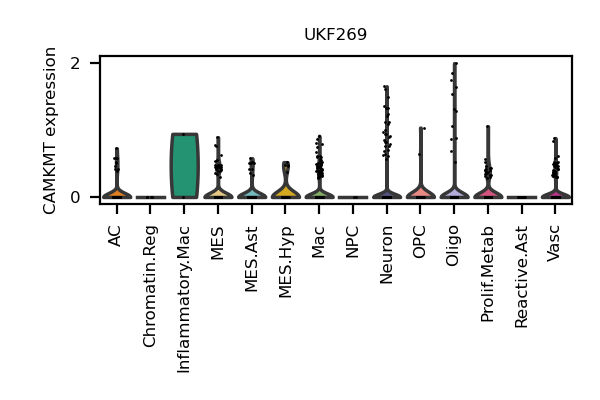 UKF269
CAMKMT expression
2
0
AC
Chromatin.Reg
Inflammatory.Mac
MES
MES.Ast
MES.Hyp
Mac
NPC
Neuron
OPC
Oligo
Prolif.Metab
Reactive.Ast
Vasc